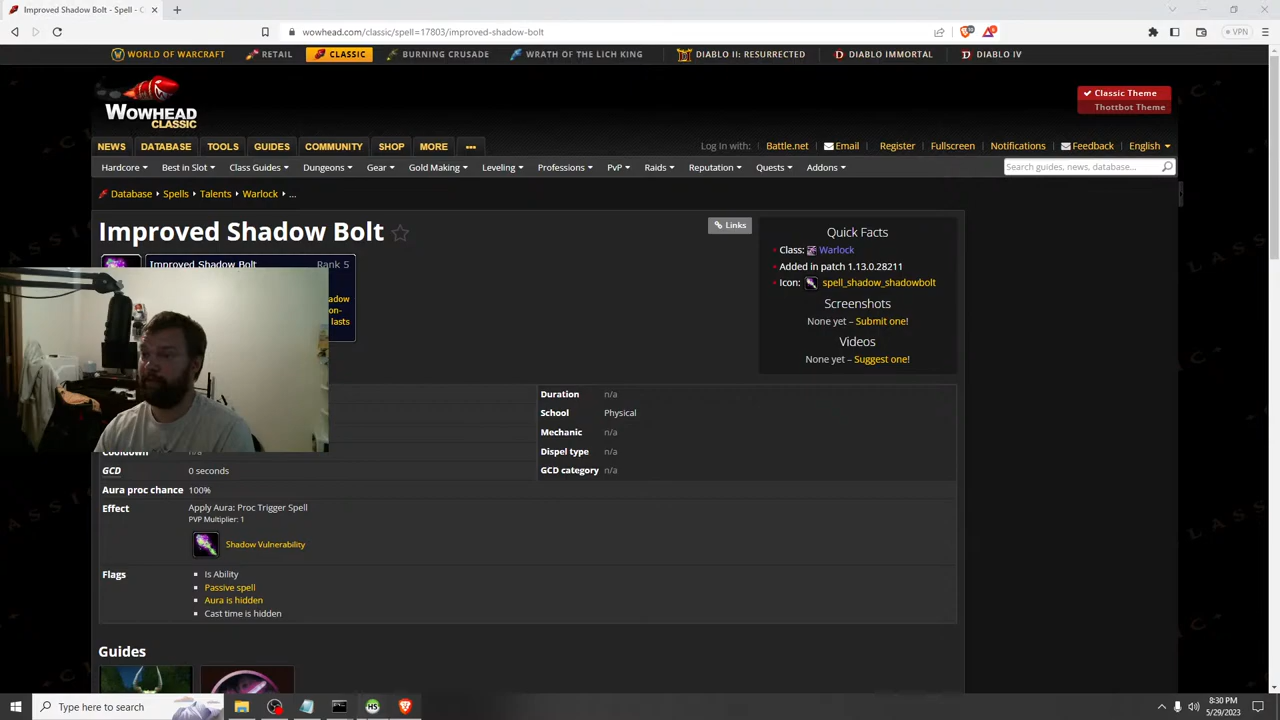 Improved Shadow Bolt - Spell - C
wowhead.com/classic/spell=17803/improved-shadow-bolt
VPN
WORLD OF WARCRAFT RETAIL CLASSIC BURNING CRUSADE WRATH OF THE LICH KING DIABLO II: RESURRECTED DIABLO IMMORTAL DIABLO IV
WOWHEAD
CLASSIC
Classic Theme
Thottbot Theme
NEWS DATABASE TOOLS GUIDES COMMUNITY SHOP MORE ...
Log in with: Battle.net Email Register Fullscreen Notifications Feedback English
Hardcore Best in Slot Class Guides Dungeons Gear Gold Making Leveling Professions PvP Raids Reputation Quests Addons
Search guides, news, database...
Database Spells Talents Warlock ...
Improved Shadow Bolt
Links
Improved Shadow Bolt Rank 5
adow
on-
lasts
Quick Facts
Class: Warlock
Added in patch 1.13.0.28211
Icon: spell_shadow_shadowbolt
Screenshots
None yet – Submit one!
Videos
None yet – Suggest one!
Duration n/a
School Physical
Mechanic n/a
Dispel type n/a
GCD category n/a
Cooldown n/a
GCD 0 seconds
Aura proc chance 100%
Effect Apply Aura: Proc Trigger Spell
PVP Multiplier: 1
Shadow Vulnerability
Flags
Is Ability
Passive spell
Aura is hidden
Cast time is hidden
Guides
Type here to search
HS
8:30 PM
5/29/2023